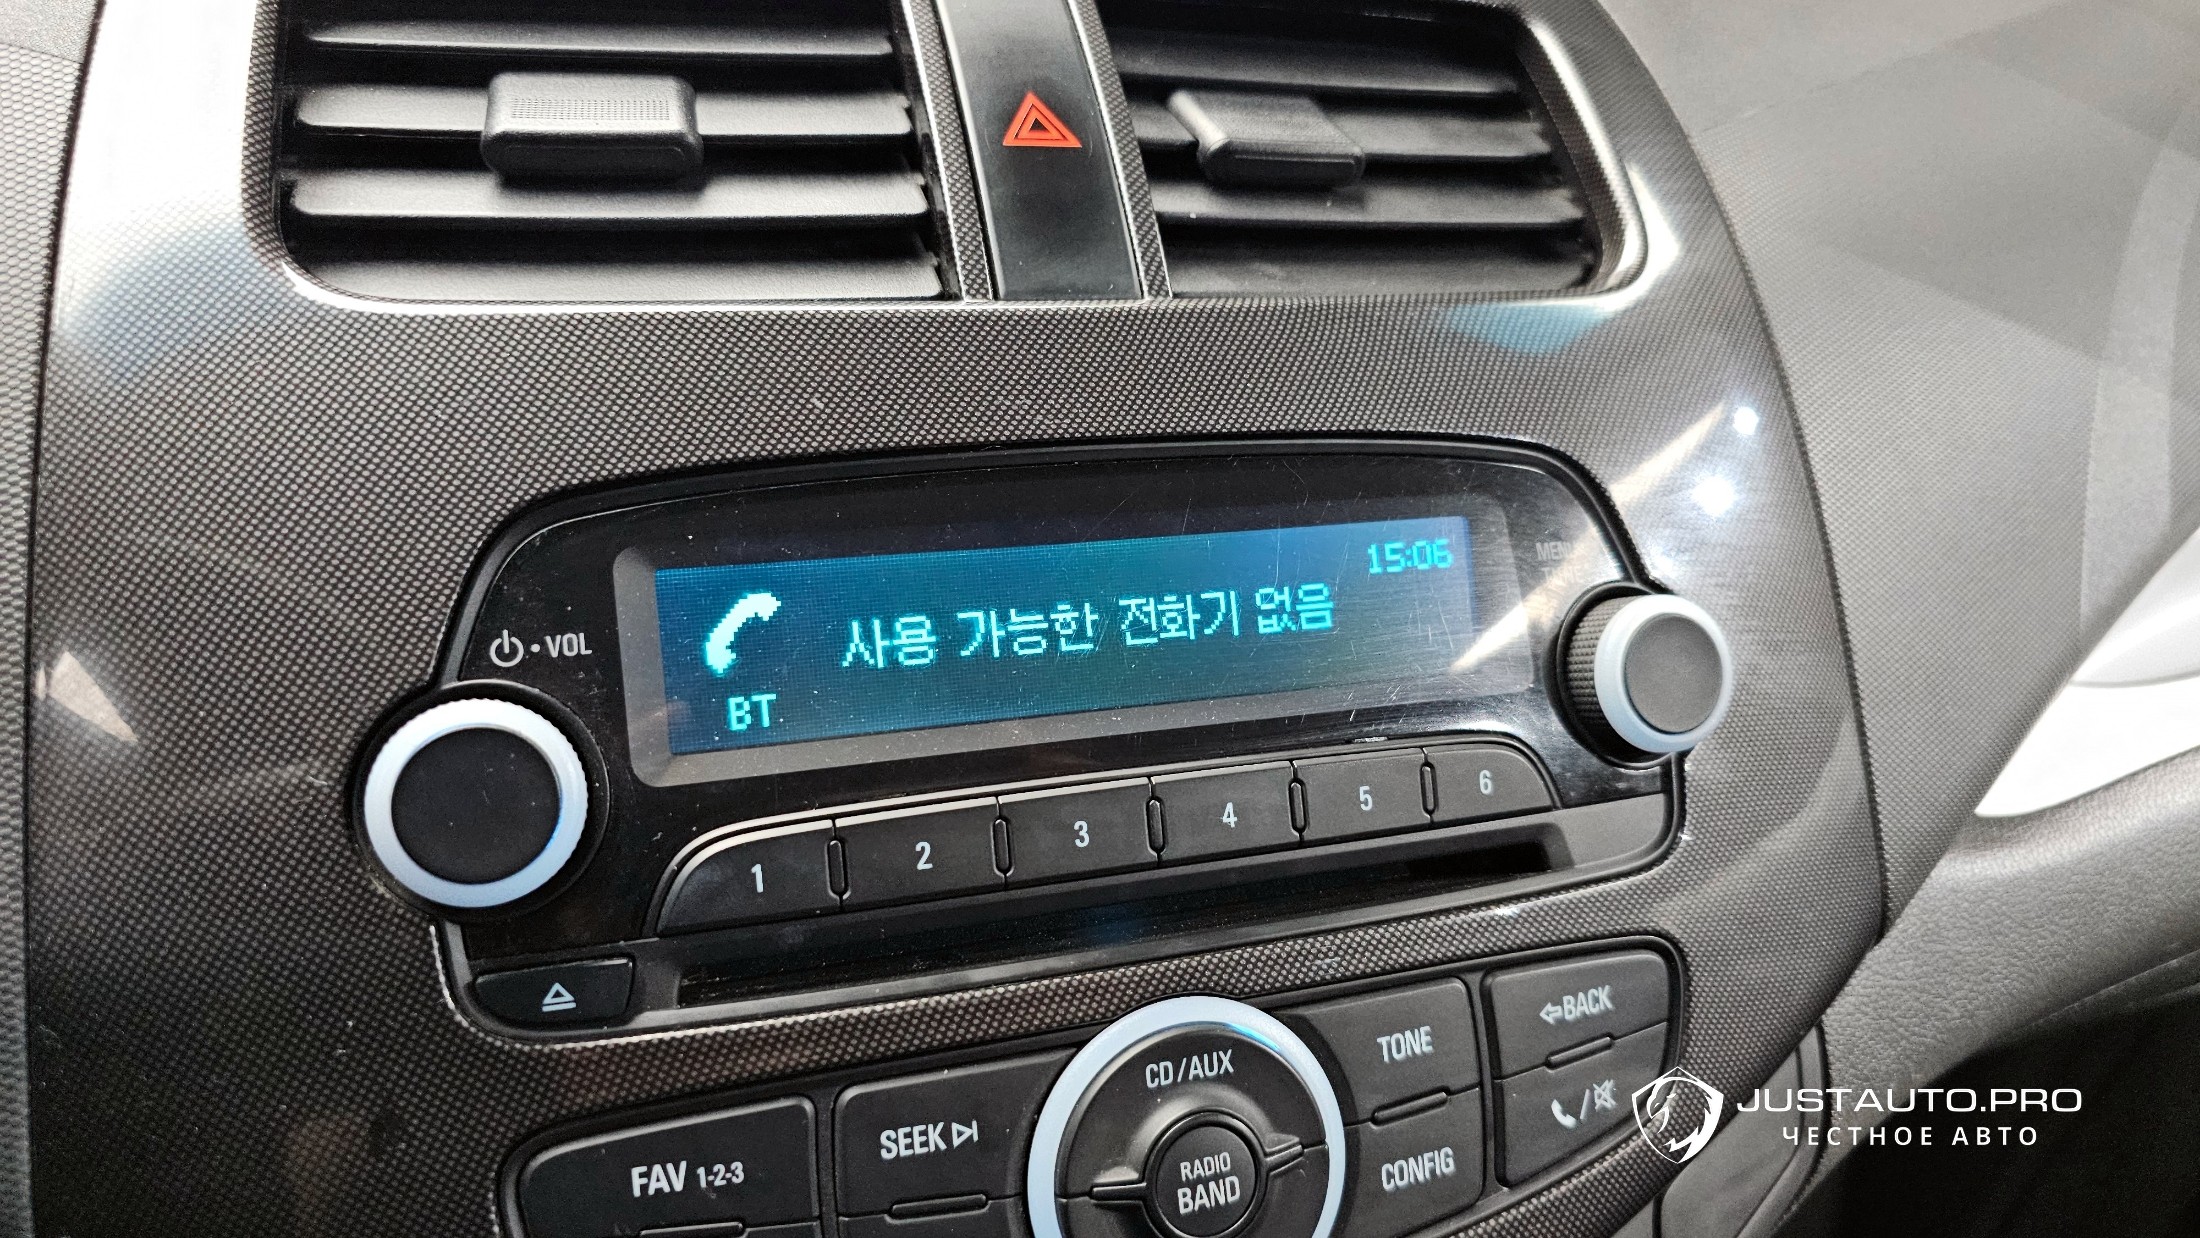 15:06
사용 가능한 전화기 없음
BT
VOL
MENU
1 2 3 4 5 6
CD/AUX
TONE
BACK
SEEK
FAV 1-2-3
RADIO
BAND
CONFIG
JUSTAUTO.PRO
ЧЕСТНОЕ АВТО